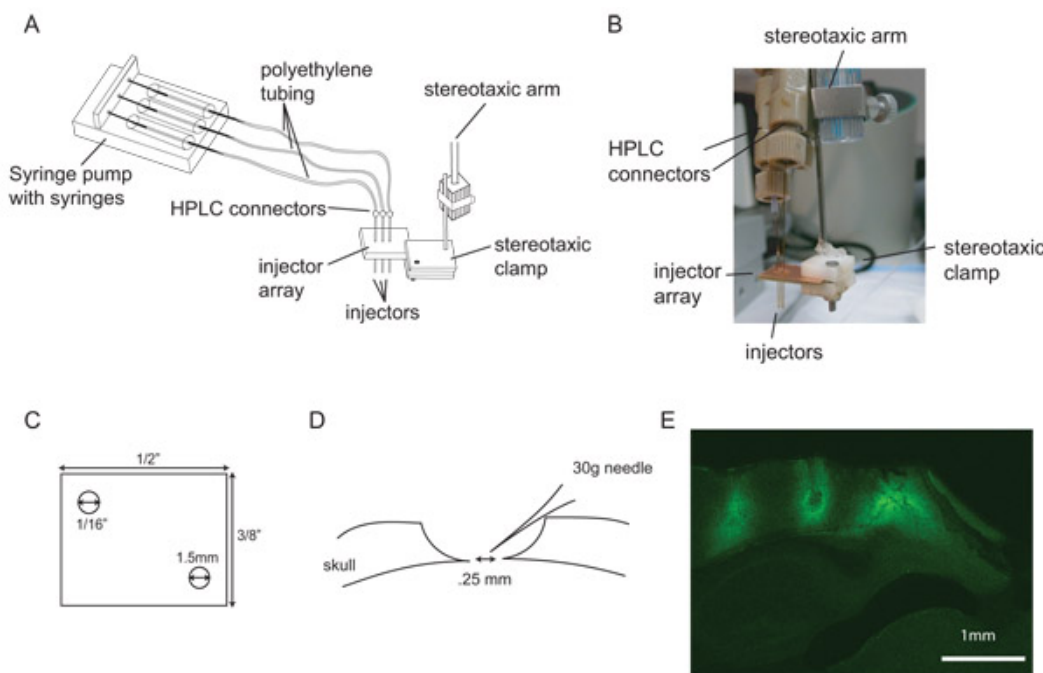 A
polyethylene
tubing
stereotaxic arm
Syringe pump
with syringes
HPLC connectors
injector
array
stereotaxic
clamp
injectors
B
stereotaxic arm
HPLC
connectors
injector
array
stereotaxic
clamp
injectors
C
1/2"
1/16"
3/8"
1.5mm
D
30g needle
skull
.25 mm
E
1mm